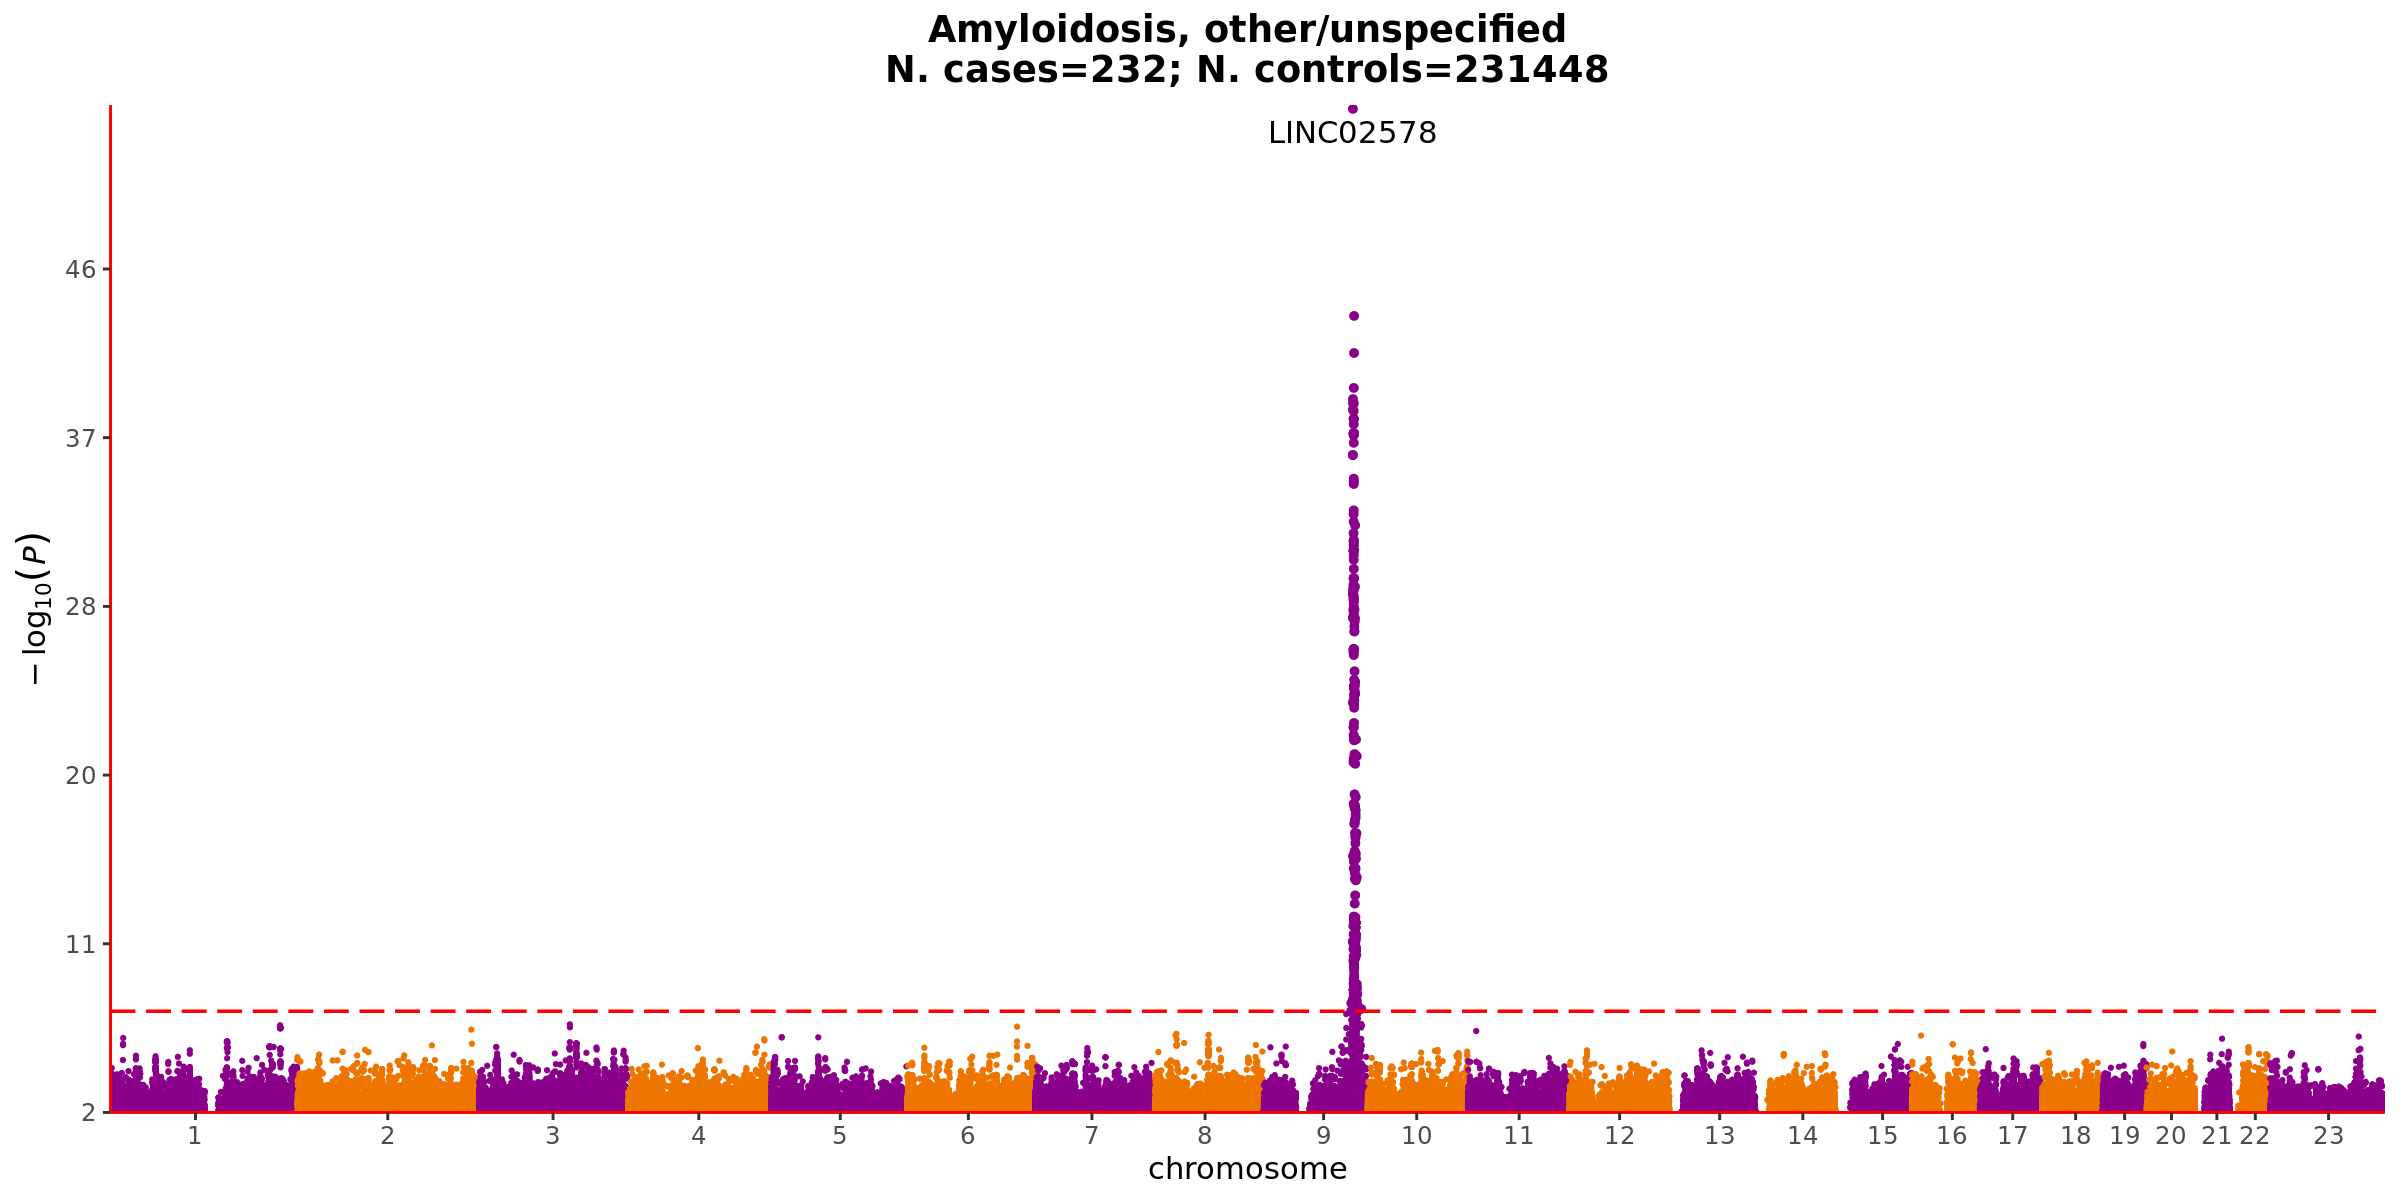 Amyloidosis, other/unspecified
N. cases=232; N. controls=231448
LINC02578
46
37
28
20
11
2
− log10(P)
1 2 3 4 5 6 7 8 9 10 11 12 13 14 15 16 17 18 19 20 21 22 23
chromosome